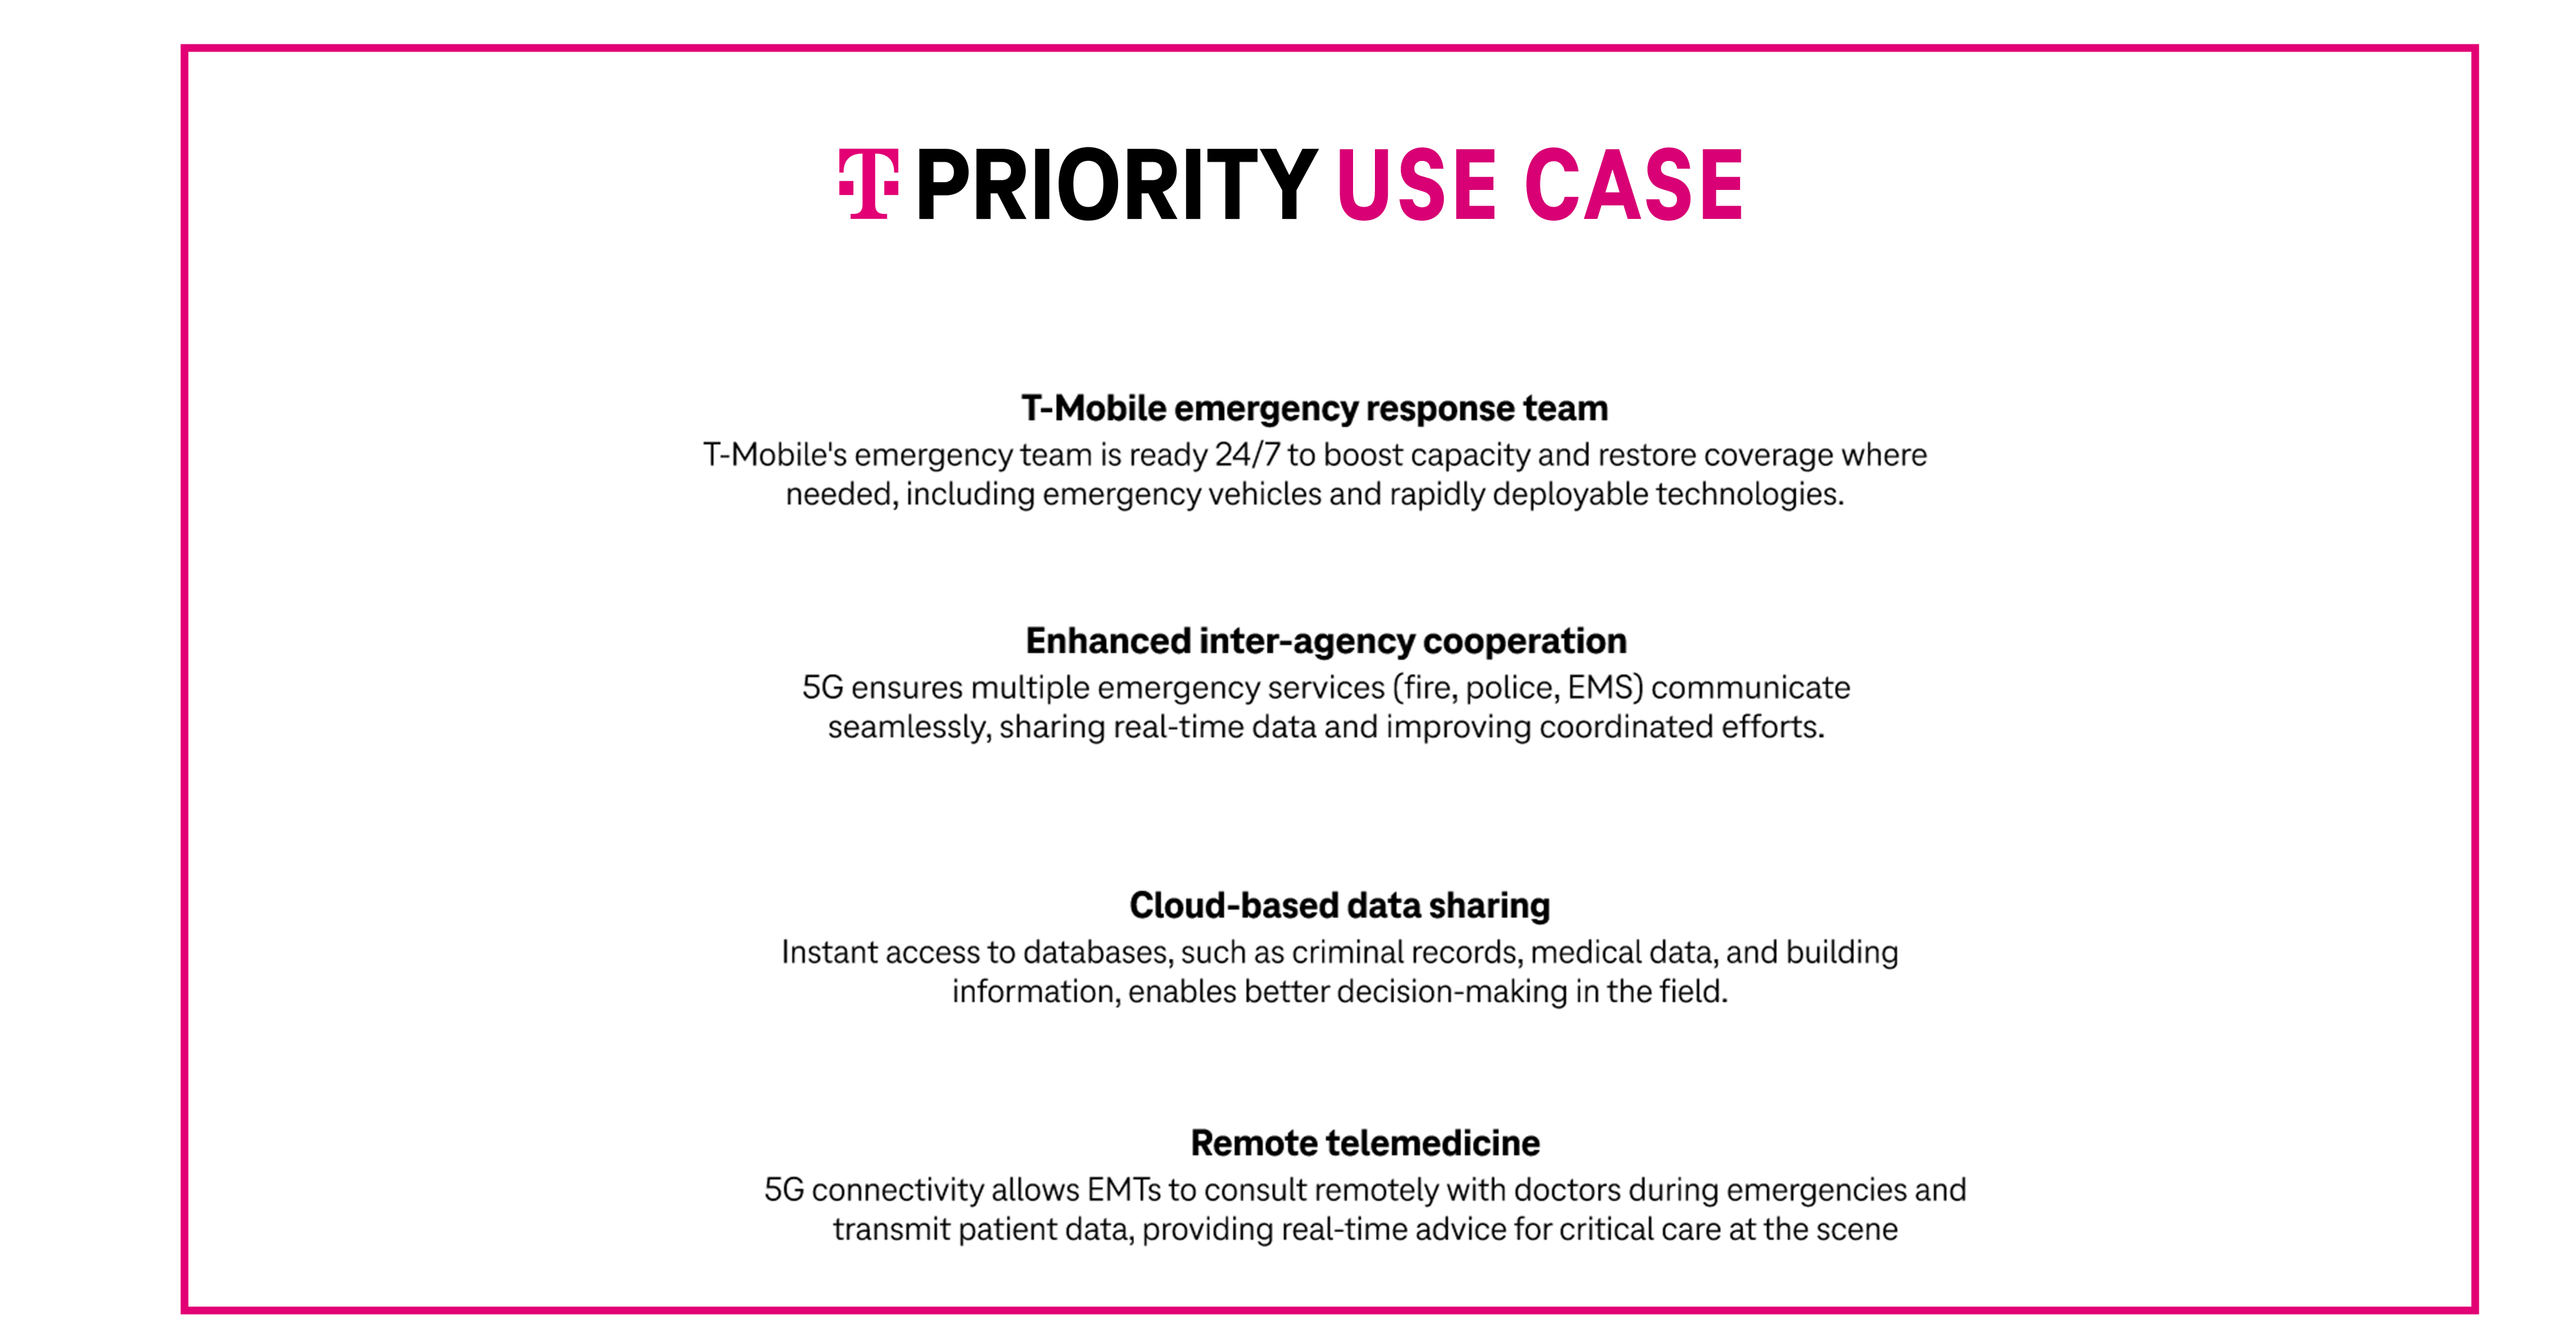 T PRIORITY USE CASE
T-Mobile emergency response team
T-Mobile's emergency team is ready 24/7 to boost capacity and restore coverage where
needed, including emergency vehicles and rapidly deployable technologies.
Enhanced inter-agency cooperation
5G ensures multiple emergency services (fire, police, EMS) communicate
seamlessly, sharing real-time data and improving coordinated efforts.
Cloud-based data sharing
Instant access to databases, such as criminal records, medical data, and building
information, enables better decision-making in the field.
Remote telemedicine
5G connectivity allows EMTs to consult remotely with doctors during emergencies and
transmit patient data, providing real-time advice for critical care at the scene